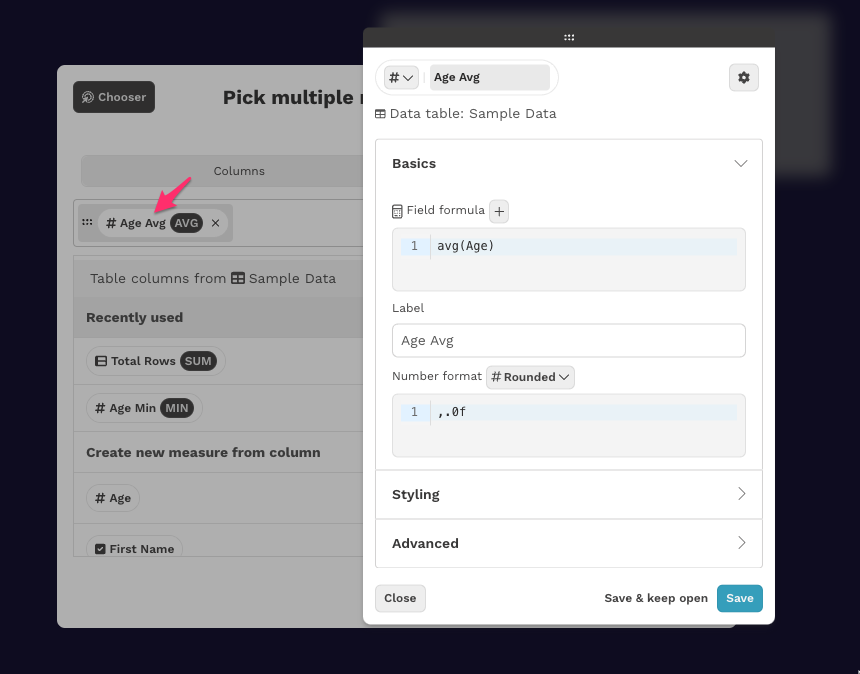 Chooser
Pick multiple
Columns
# Age Avg AVG ×
Table columns from Sample Data
Recently used
Total Rows SUM
# Age Min MIN
Create new measure from column
# Age
First Name
# Age Avg
Data table: Sample Data
Basics
Field formula +
1 avg(Age)
Label
Age Avg
Number format # Rounded
1 ,.0f
Styling
Advanced
Close Save & keep open Save